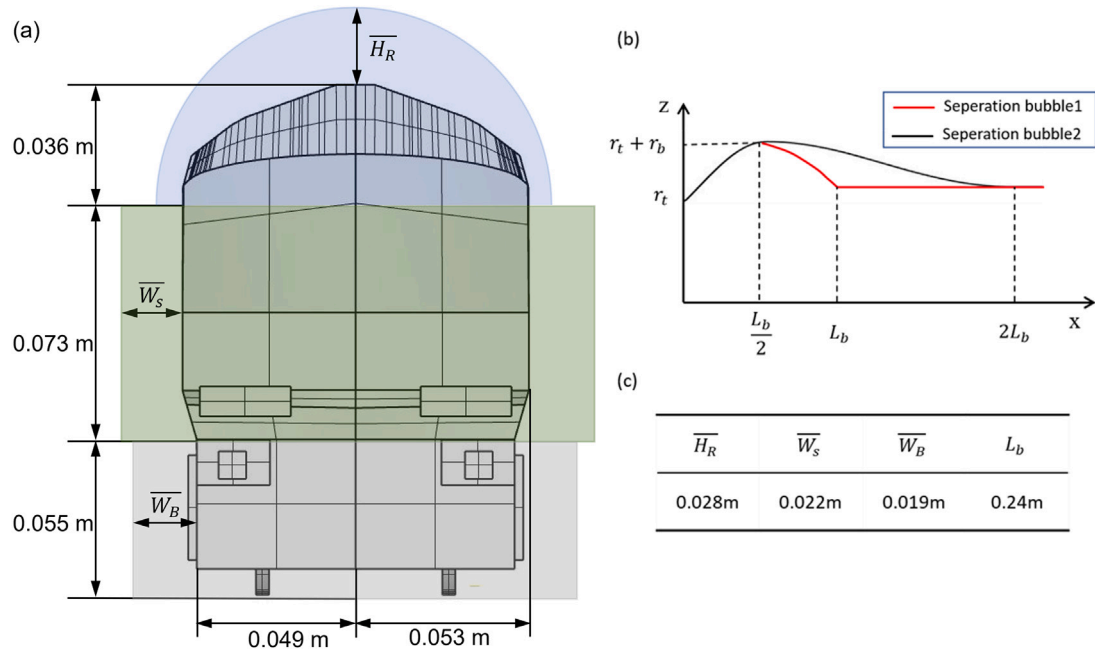 (a)
H_R
0.036 m
W_s
0.073 m
W_B
0.055 m
0.049 m
0.053 m
(b)
z
Seperation bubble1
Seperation bubble2
r_t + r_b
r_t
L_b/2
L_b
2L_b
x
(c)
H_R W_s W_B L_b
0.028m 0.022m 0.019m 0.24m